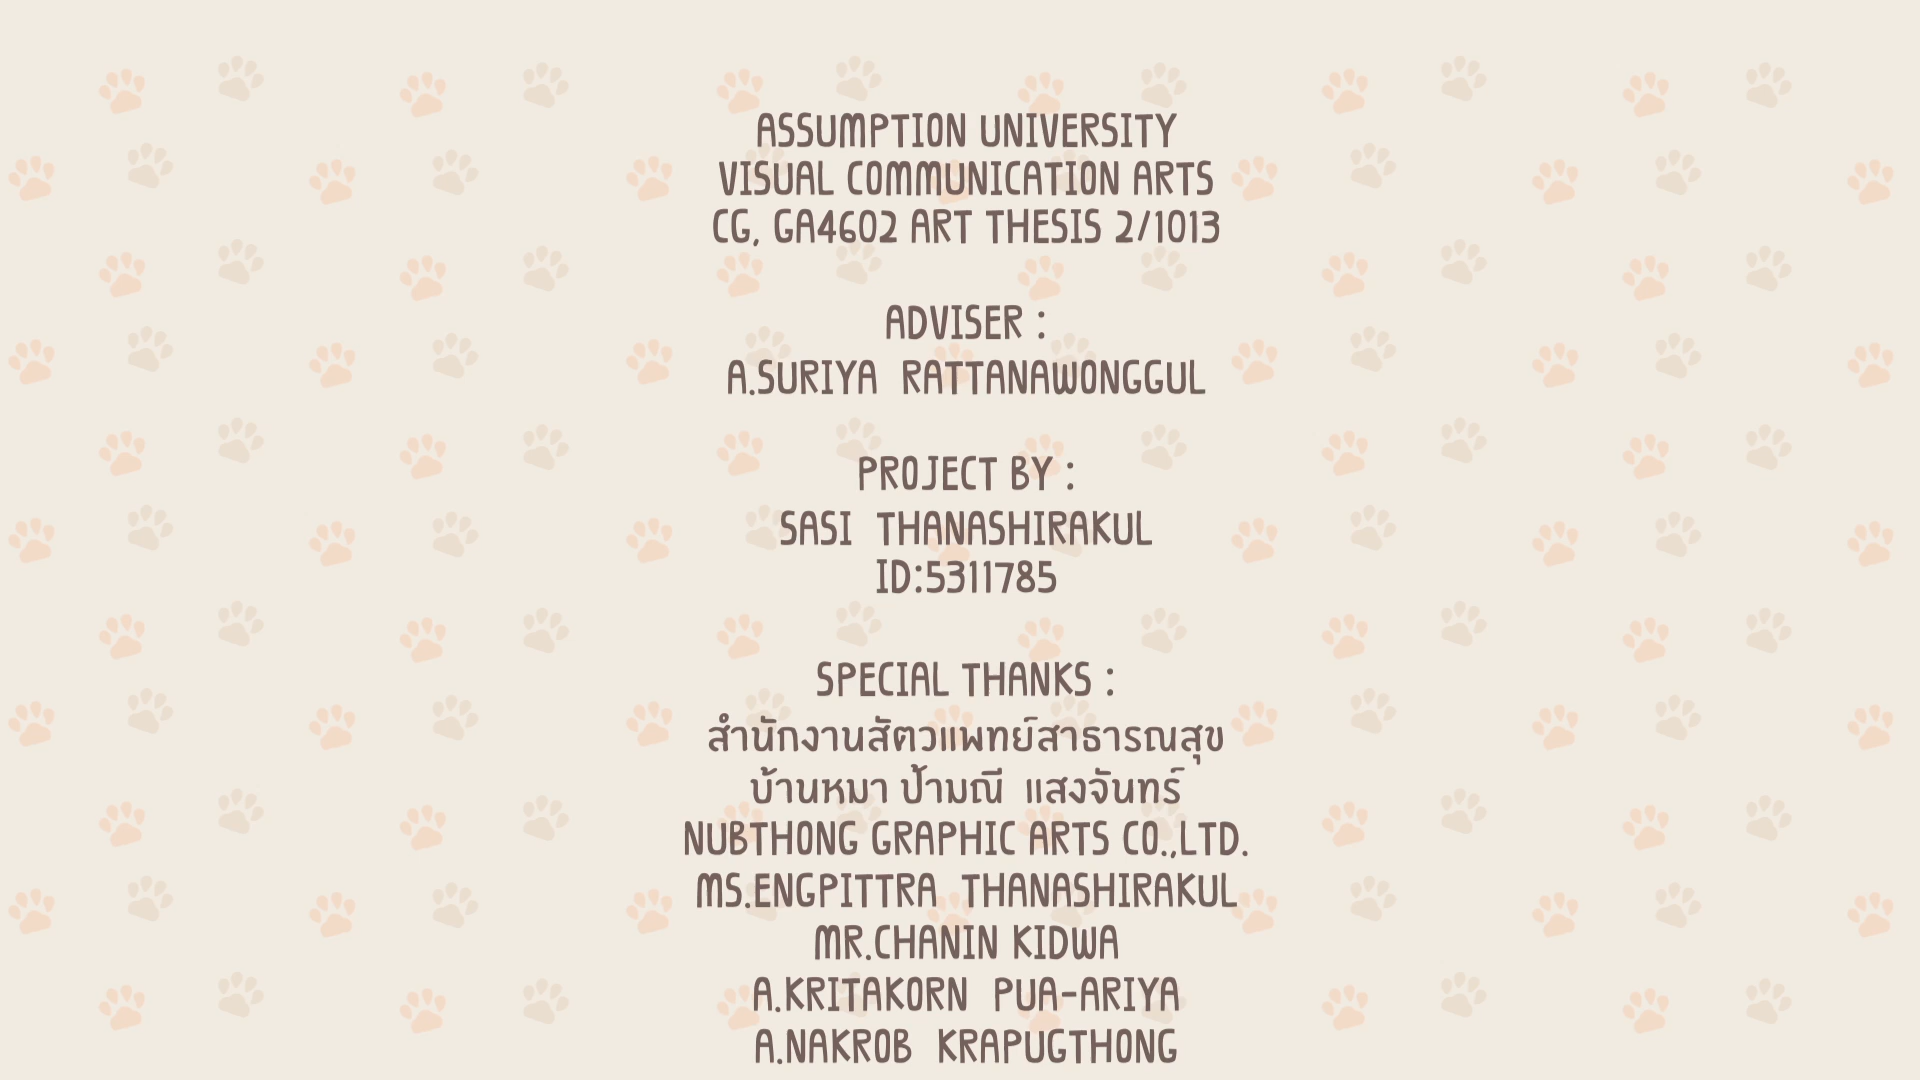 ASSUMPTION UNIVERSITY
VISUAL COMMUNICATION ARTS
CG, GA4602 ART THESIS 2/1013
ADVISER :
A.SURIYA RATTANAWONGGUL
PROJECT BY :
SASI THANASHIRAKUL
ID:5311785
SPECIAL THANKS :
สำนักงานสัตวแพทย์สาธารณสุข
บ้านหมา ป้ามณี แสงจันทร์
NUBTHONG GRAPHIC ARTS CO.,LTD.
MS.ENGPITTRA THANASHIRAKUL
MR.CHANIN KIDWA
A.KRITAKORN PUA-ARIYA
A.NAKROB KRAPUGTHONG